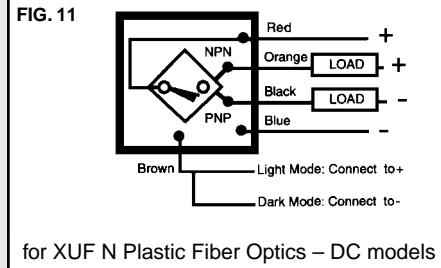 FIG. 11
Red
+
NPN
Orange
LOAD
+
Black
LOAD
-
PNP
Blue
-
Brown
Light Mode: Connect to+
Dark Mode: Connect to-
for XUF N Plastic Fiber Optics – DC models